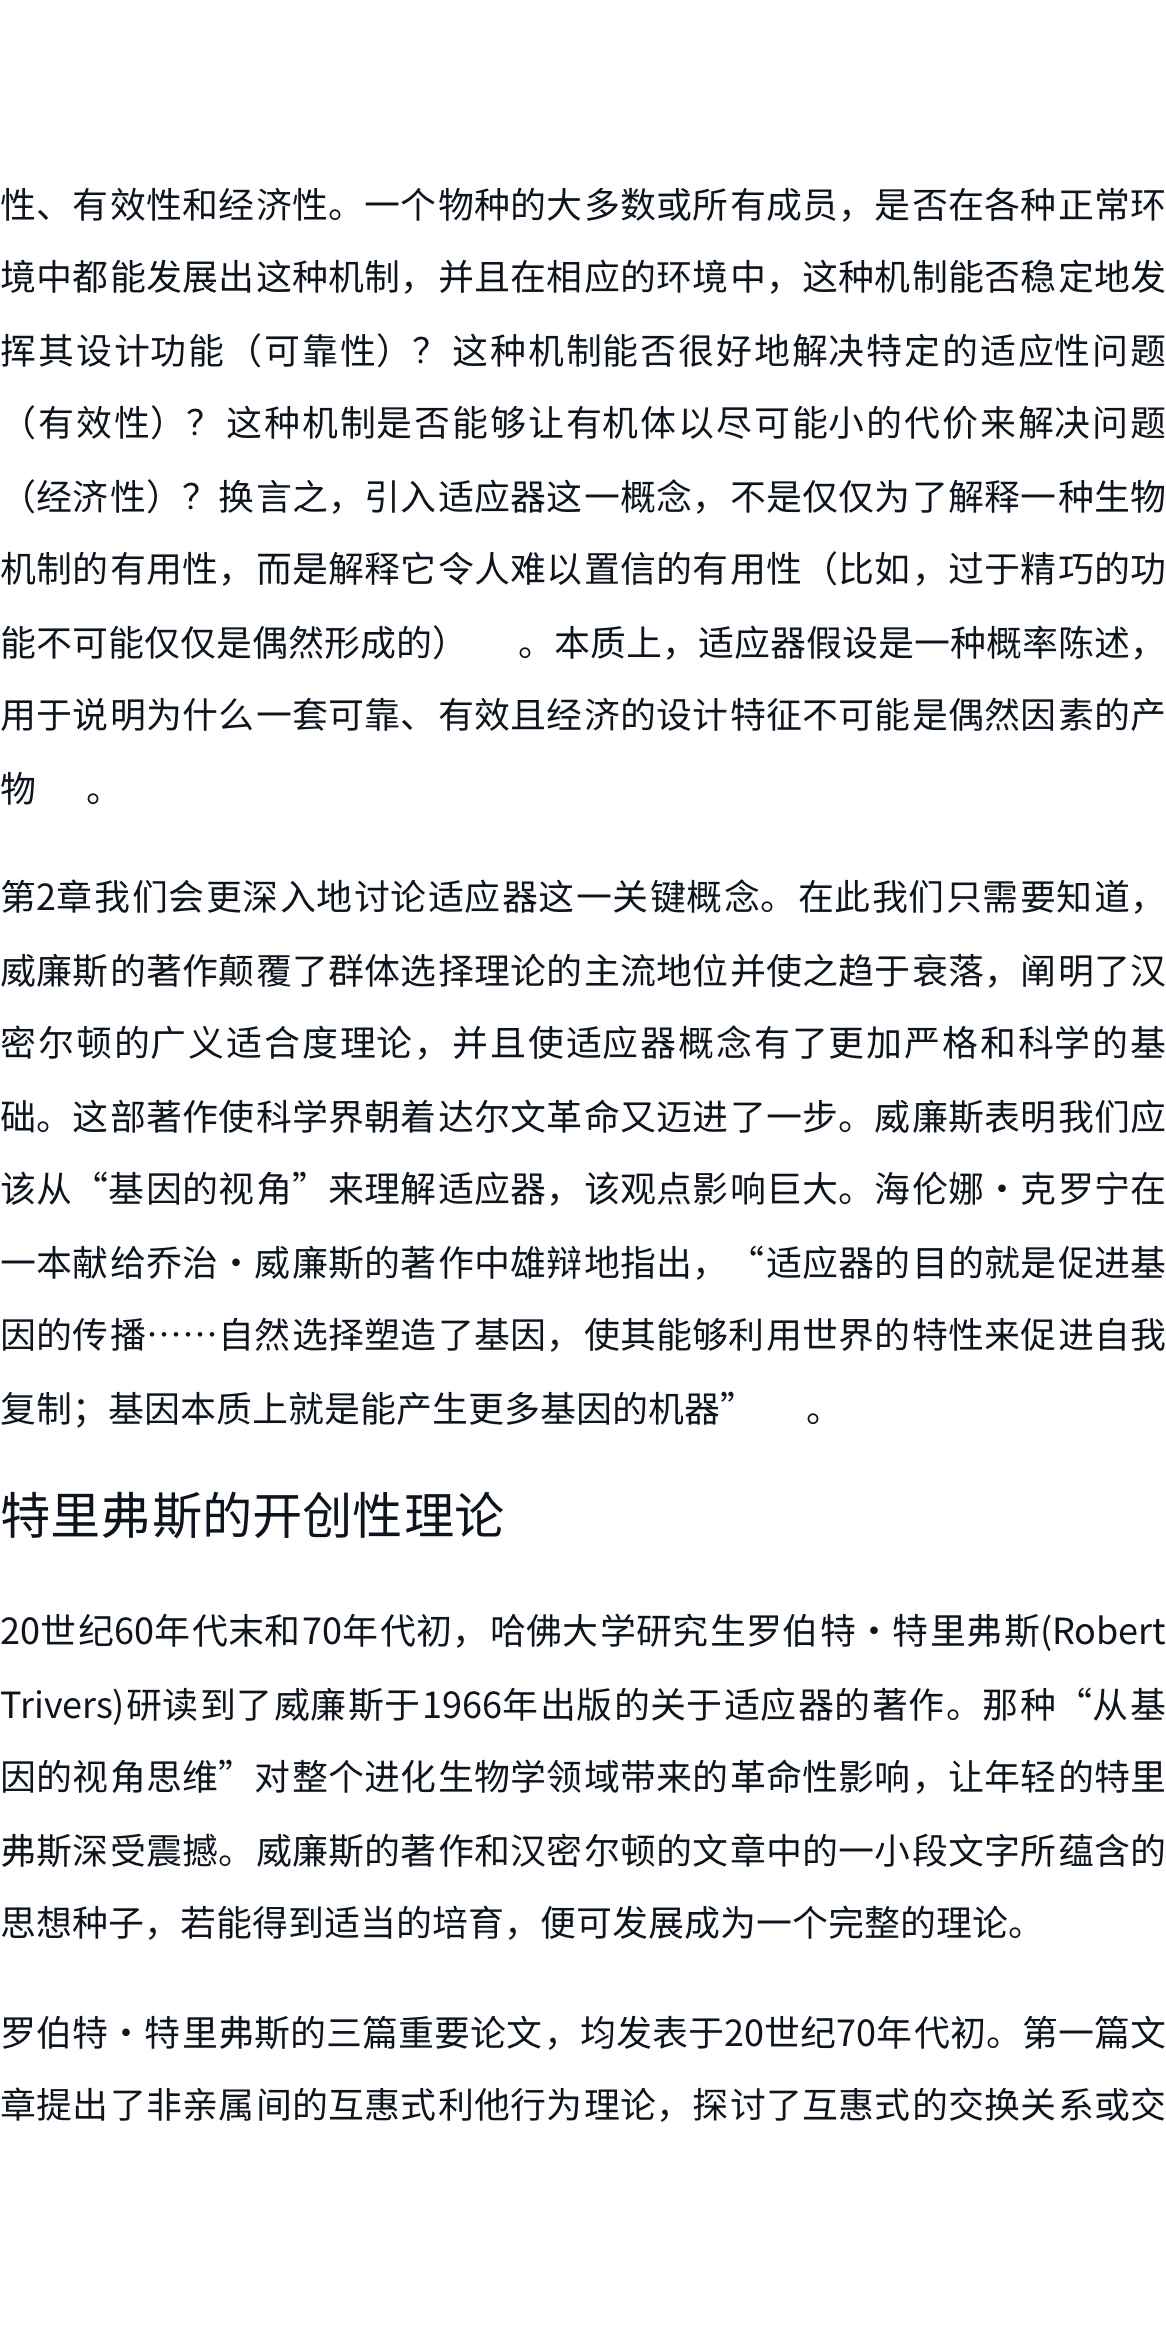 性、有效性和经济性。一个物种的大多数或所有成员，是否在各种正常环
境中都能发展出这种机制，并且在相应的环境中，这种机制能否稳定地发
挥其设计功能（可靠性）？这种机制能否很好地解决特定的适应性问题
（有效性）？这种机制是否能够让有机体以尽可能小的代价来解决问题
（经济性）？换言之，引入适应器这一概念，不是仅仅为了解释一种生物
机制的有用性，而是解释它令人难以置信的有用性（比如，过于精巧的功
能不可能仅仅是偶然形成的） 。本质上，适应器假设是一种概率陈述，
用于说明为什么一套可靠、有效且经济的设计特征不可能是偶然因素的产
物 。
第2章我们会更深入地讨论适应器这一关键概念。在此我们只需要知道，
威廉斯的著作颠覆了群体选择理论的主流地位并使之趋于衰落，阐明了汉
密尔顿的广义适合度理论，并且使适应器概念有了更加严格和科学的基
础。这部著作使科学界朝着达尔文革命又迈进了一步。威廉斯表明我们应
该从“基因的视角”来理解适应器，该观点影响巨大。海伦娜·克罗宁在
一本献给乔治·威廉斯的著作中雄辩地指出，“适应器的目的就是促进基
因的传播……自然选择塑造了基因，使其能够利用世界的特性来促进自我
复制；基因本质上就是能产生更多基因的机器” 。
特里弗斯的开创性理论
20世纪60年代末和70年代初，哈佛大学研究生罗伯特·特里弗斯(Robert
Trivers)研读到了威廉斯于1966年出版的关于适应器的著作。那种“从基
因的视角思维”对整个进化生物学领域带来的革命性影响，让年轻的特里
弗斯深受震撼。威廉斯的著作和汉密尔顿的文章中的一小段文字所蕴含的
思想种子，若能得到适当的培育，便可发展成为一个完整的理论。
罗伯特·特里弗斯的三篇重要论文，均发表于20世纪70年代初。第一篇文
章提出了非亲属间的互惠式利他行为理论，探讨了互惠式的交换关系或交